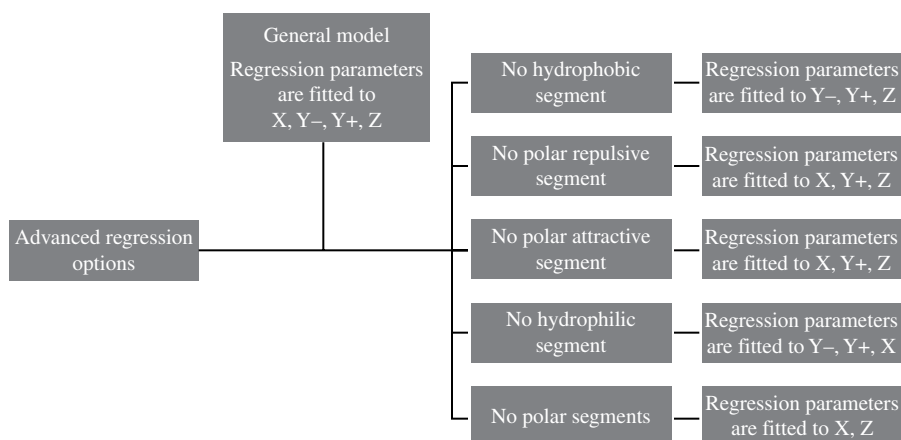 General model
Regression parameters
are fitted to
X, Y–, Y+, Z
Advanced regression
options
No hydrophobic
segment
Regression parameters
are fitted to Y–, Y+, Z
No polar repulsive
segment
Regression parameters
are fitted to X, Y+, Z
No polar attractive
segment
Regression parameters
are fitted to X, Y+, Z
No hydrophilic
segment
Regression parameters
are fitted to Y–, Y+, X
No polar segments
Regression parameters
are fitted to X, Z